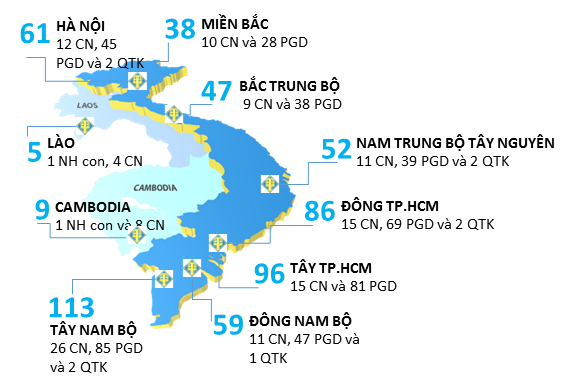 61
HÀ NỘI
12 CN, 45
PGD và 2 QTK
38
MIỀN BẮC
10 CN và 28 PGD
47
BẮC TRUNG BỘ
9 CN và 38 PGD
LAOS
5
LÀO
1 NH con, 4 CN
52
NAM TRUNG BỘ TÂY NGUYÊN
11 CN, 39 PGD và 2 QTK
CAMBODIA
9
CAMBODIA
1 NH con và 8 CN
86
ĐÔNG TP.HCM
15 CN, 69 PGD và 2 QTK
96
TÂY TP.HCM
15 CN và 81 PGD
113
TÂY NAM BỘ
26 CN, 85 PGD
và 2 QTK
59
ĐÔNG NAM BỘ
11 CN, 47 PGD và
1 QTK